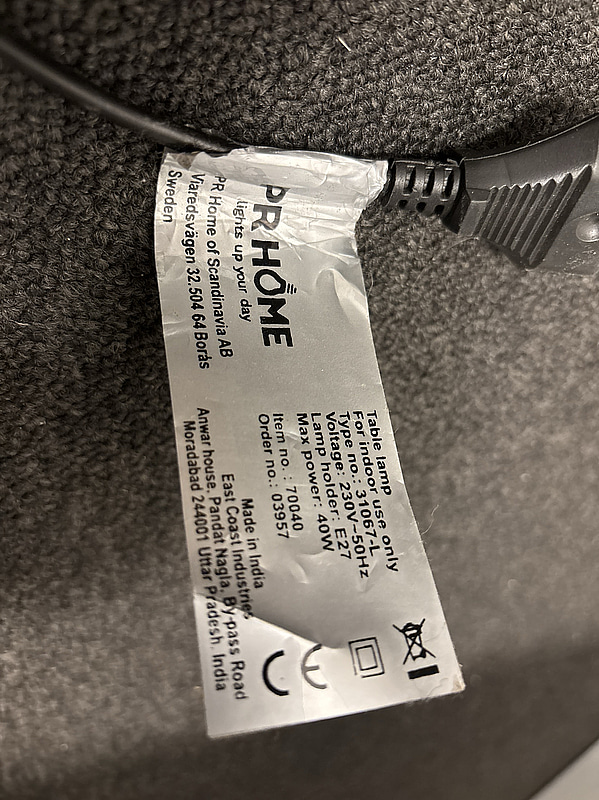 PR HOME
lights up your day
PR Home of Scandinavia AB
Viaredsvägen 32. 504 64 Borås
Sweden
Table lamp
For indoor use only
Type no.: 31067-L
Voltage: 230V~50Hz
Lamp holder: E27
Max power: 40W
Item no. : 70040
Order no.: 03957
Made in India
East Coast Industries
Anwar house, Pandat Nagla, By-pass Road
Moradabad 244001 Uttar Pradesh. India
CE